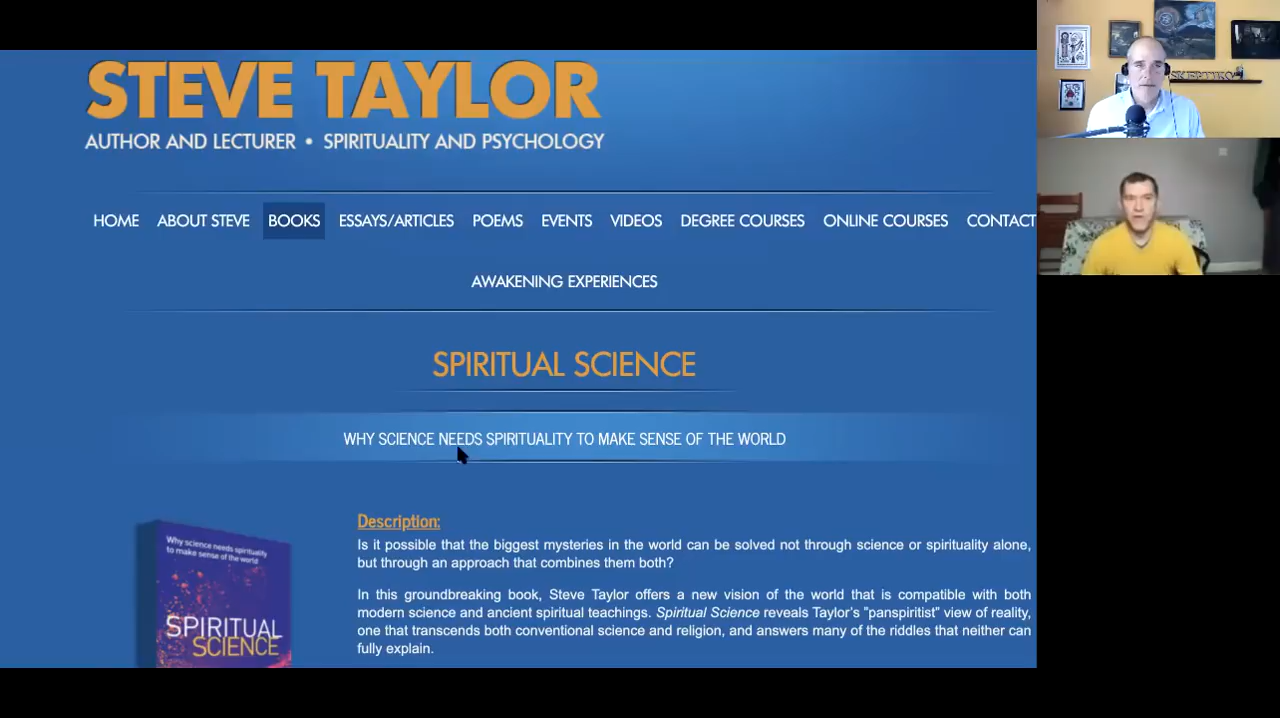 STEVE TAYLOR
AUTHOR AND LECTURER • SPIRITUALITY AND PSYCHOLOGY
HOME ABOUT STEVE BOOKS ESSAYS/ARTICLES POEMS EVENTS VIDEOS DEGREE COURSES ONLINE COURSES CONTACT
AWAKENING EXPERIENCES
SPIRITUAL SCIENCE
WHY SCIENCE NEEDS SPIRITUALITY TO MAKE SENSE OF THE WORLD
Description:
Is it possible that the biggest mysteries in the world can be solved not through science or spirituality alone,
but through an approach that combines them both?
In this groundbreaking book, Steve Taylor offers a new vision of the world that is compatible with both
modern science and ancient spiritual teachings. Spiritual Science reveals Taylor's "panspiritist" view of reality,
one that transcends both conventional science and religion, and answers many of the riddles that neither can
fully explain.
Why science needs spirituality
to make sense of the world
SPIRITUAL
SCIENCE
SKEPTIKO